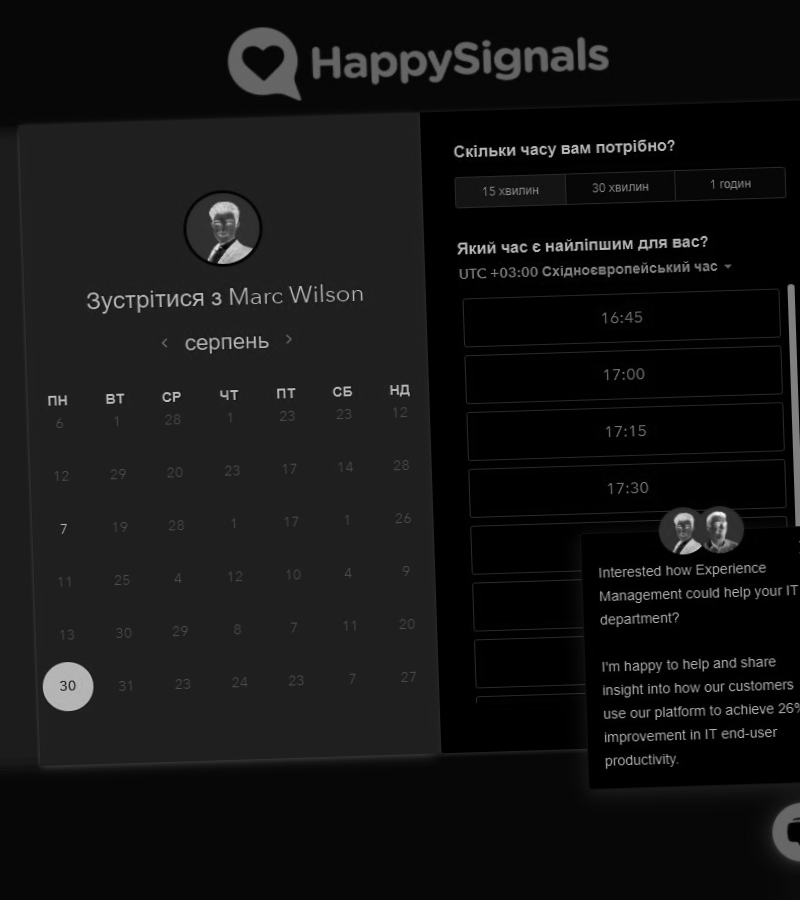 HappySignals
Зустрітися з Marc Wilson
серпень
ПН ВТ СР ЧТ ПТ СБ НД
6 1 28 1 23 23 12
12 29 20 23 17 14 28
7 19 28 1 17 1 26
11 25 4 12 10 4 9
13 30 29 8 7 11 20
30 31 23 24 23 7 27
Скільки часу вам потрібно?
15 хвилин 30 хвилин 1 годин
Який час є найліпшим для вас?
UTC +03:00 Східноєвропейський час
16:45
17:00
17:15
17:30
Interested how Experience
Management could help your IT
department?
I'm happy to help and share
insight into how our customers
use our platform to achieve 26%
improvement in IT end-user
productivity.